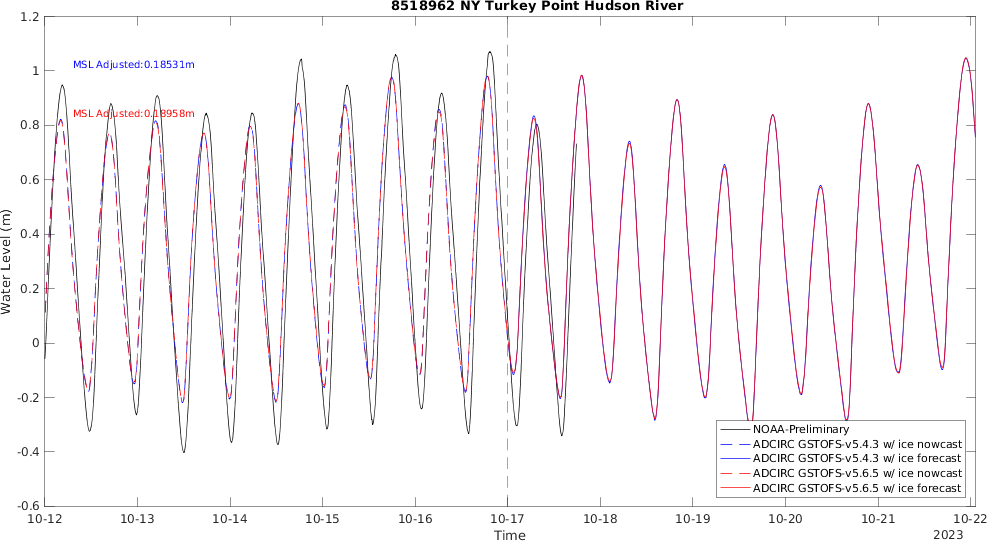 8518962 NY Turkey Point Hudson River
1.2
1
0.8
0.6
0.4
0.2
0
-0.2
-0.4
-0.6
Water Level (m)
MSL Adjusted:0.18531m
MSL Adjusted:0.18958m
NOAA-Preliminary
ADCIRC GSTOFS-v5.4.3 w/ ice nowcast
ADCIRC GSTOFS-v5.4.3 w/ ice forecast
ADCIRC GSTOFS-v5.6.5 w/ ice nowcast
ADCIRC GSTOFS-v5.6.5 w/ ice forecast
10-12 10-13 10-14 10-15 10-16 10-17 10-18 10-19 10-20 10-21 10-22
Time
2023